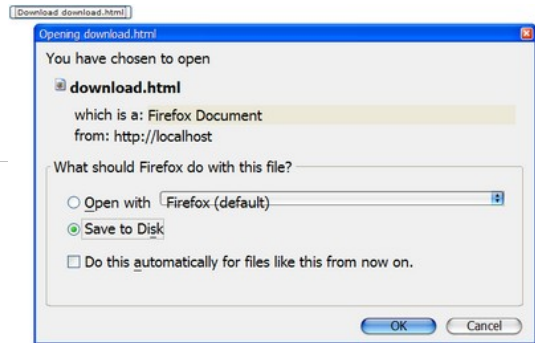 Download download.html
Opening download.html
You have chosen to open
download.html
which is a: Firefox Document
from: http://localhost
What should Firefox do with this file?
Open with Firefox (default)
Save to Disk
Do this automatically for files like this from now on.
OK Cancel